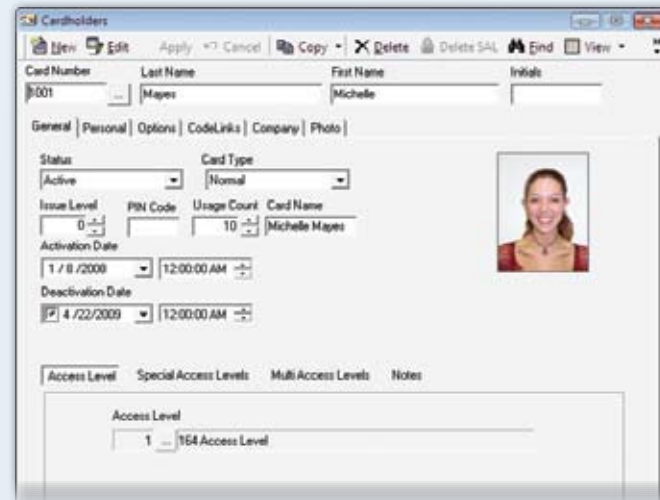 Cardholders
New Edit Apply Cancel Copy Delete Delete SAL Find View
Card Number Last Name First Name Initials
1001 ... Mayes Michelle
General Personal Options CodeLinks Company Photo
Status Card Type
Active Normal
Issue Level PIN Code Usage Count Card Name
0 10 Michelle Mayes
Activation Date
1 / 8 /2008 12:00:00 AM
Deactivation Date
4 /22/2009 12:00:00 AM
Access Level Special Access Levels Multi Access Levels Notes
Access Level
1 ... 164 Access Level